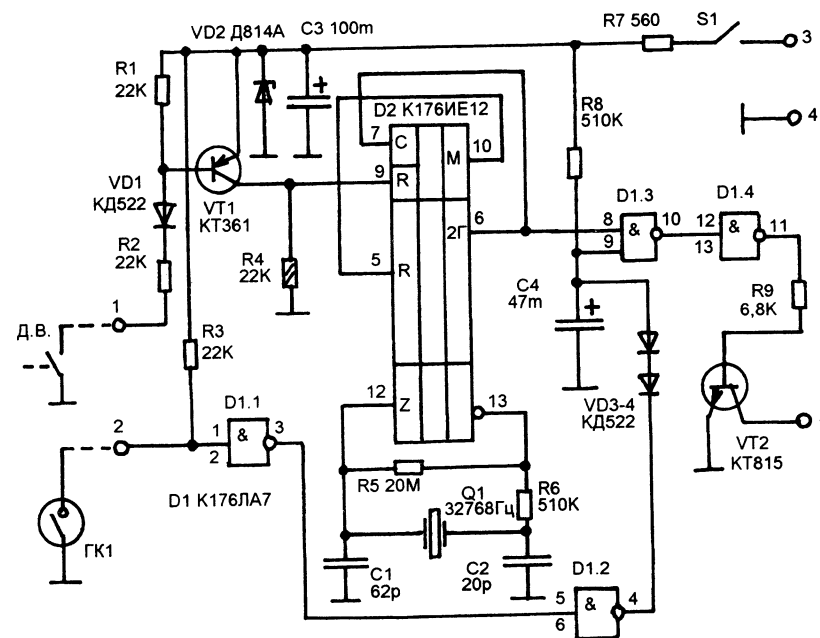 VD2 Д814А
C3 100m
R7 560
S1
3
R1
22K
+
D2 К176ИЕ12
R8
510K
4
7
C
M
10
9
R
VD1
КД522
VT1
КТ361
6
2Г
D1.3
D1.4
8
&
10
12
&
11
9
13
R2
22K
R4
22K
5
R
C4
47m
+
R9
6,8K
1
Д.В.
R3
22K
12
Z
13
VD3-4
КД522
2
D1.1
1
&
3
2
VT2
КТ815
R5 20M
R6
510K
D1 К176ЛА7
Q1
32768Гц
ГК1
C1
62p
C2
20p
D1.2
5
&
4
6